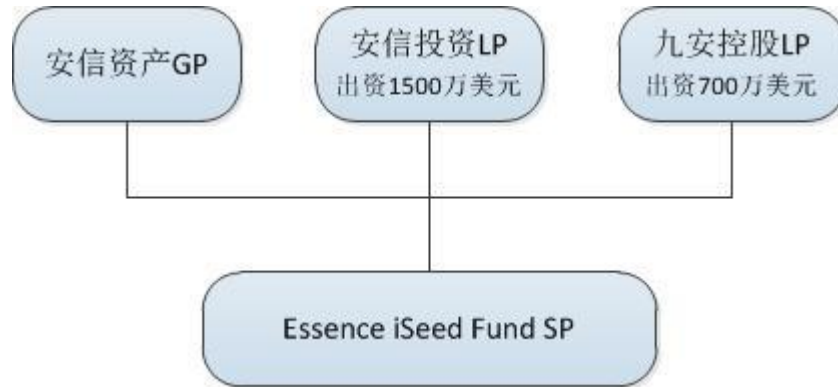 安信资产GP
安信投资LP
出资1500万美元
九安控股LP
出资700万美元
Essence iSeed Fund SP